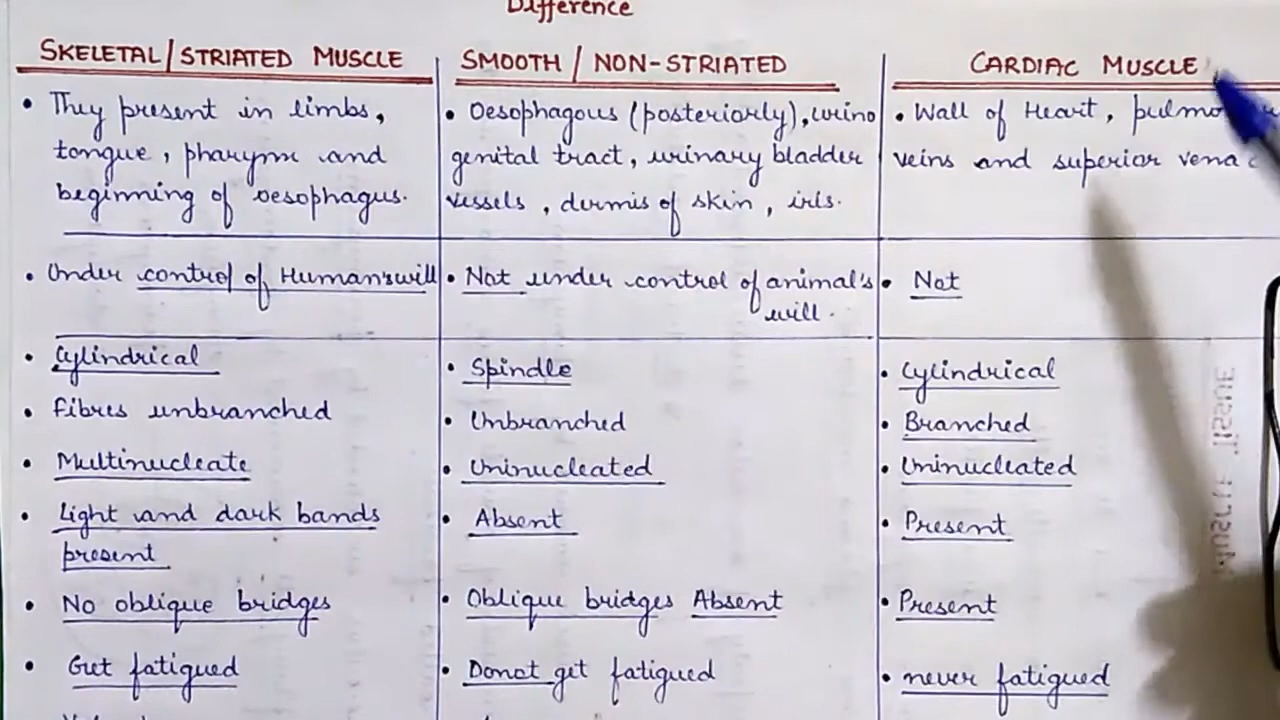 Difference
SKELETAL/STRIATED MUSCLE
SMOOTH / NON-STRIATED
CARDIAC MUSCLE
• They present in limbs,
tongue, pharynx and
beginning of oesophagus.
• Oesophagous (posteriorly), urino
genital tract, urinary bladder
vessels, dermis of skin, iris.
• Wall of Heart,
veins and superior vena
• Under control of Human's will
• Not under control of animal's
will.
• Not
• Cylindrical
• Spindle
• Cylindrical
• Fibres unbranched
• Unbranched
• Branched
• Multinucleate
• Uninucleated
• Uninucleated
• Light and dark bands
present
• Absent
• Present
• No oblique bridges
• Oblique bridges Absent
• Present
• Get fatigued
• Donot get fatigued
• never fatigued